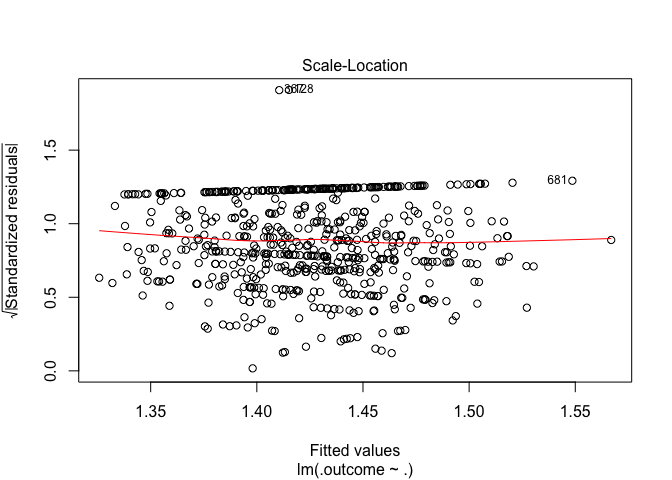 Scale-Location
√|Standardized residuals|
1.5
1.0
0.5
0.0
681
1.35
1.40
1.45
1.50
1.55
Fitted values
lm(.outcome ~ .)